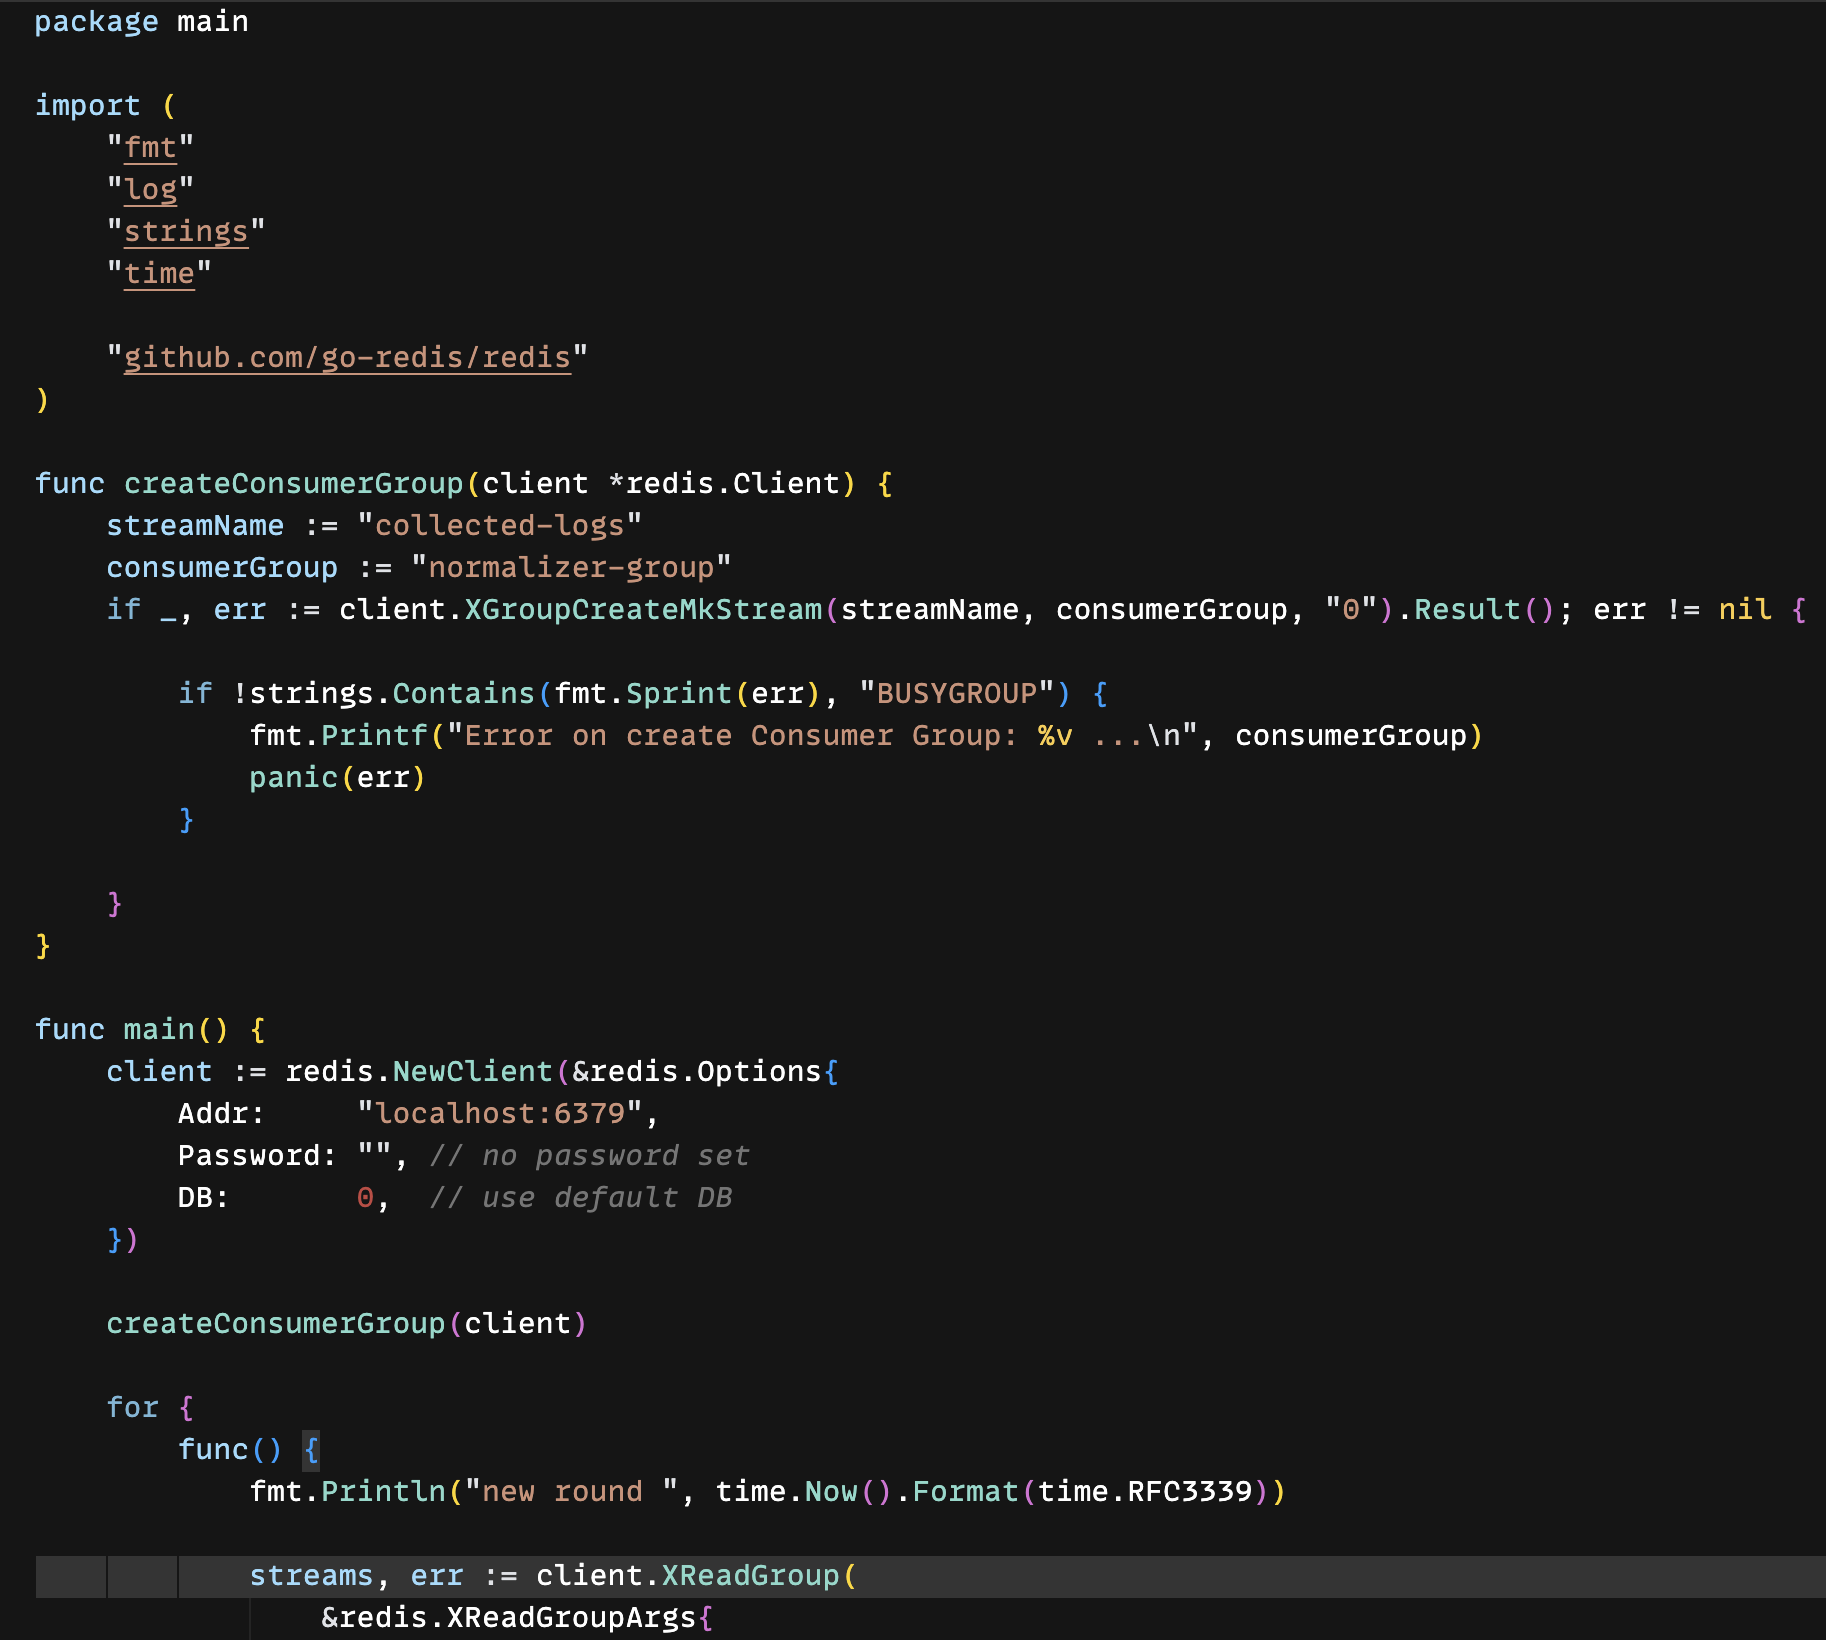 package main
import (
"fmt"
"log"
"strings"
"time"
"github.com/go-redis/redis"
)
func createConsumerGroup(client *redis.Client) {
streamName := "collected-logs"
consumerGroup := "normalizer-group"
if _, err := client.XGroupCreateMkStream(streamName, consumerGroup, "0").Result(); err != nil {
if !strings.Contains(fmt.Sprint(err), "BUSYGROUP") {
fmt.Printf("Error on create Consumer Group: %v ...\n", consumerGroup)
panic(err)
}
}
}
func main() {
client := redis.NewClient(&redis.Options{
Addr:     "localhost:6379",
Password: "", // no password set
DB:       0,  // use default DB
})
createConsumerGroup(client)
for {
func() {
fmt.Println("new round ", time.Now().Format(time.RFC3339))
streams, err := client.XReadGroup(
&redis.XReadGroupArgs{